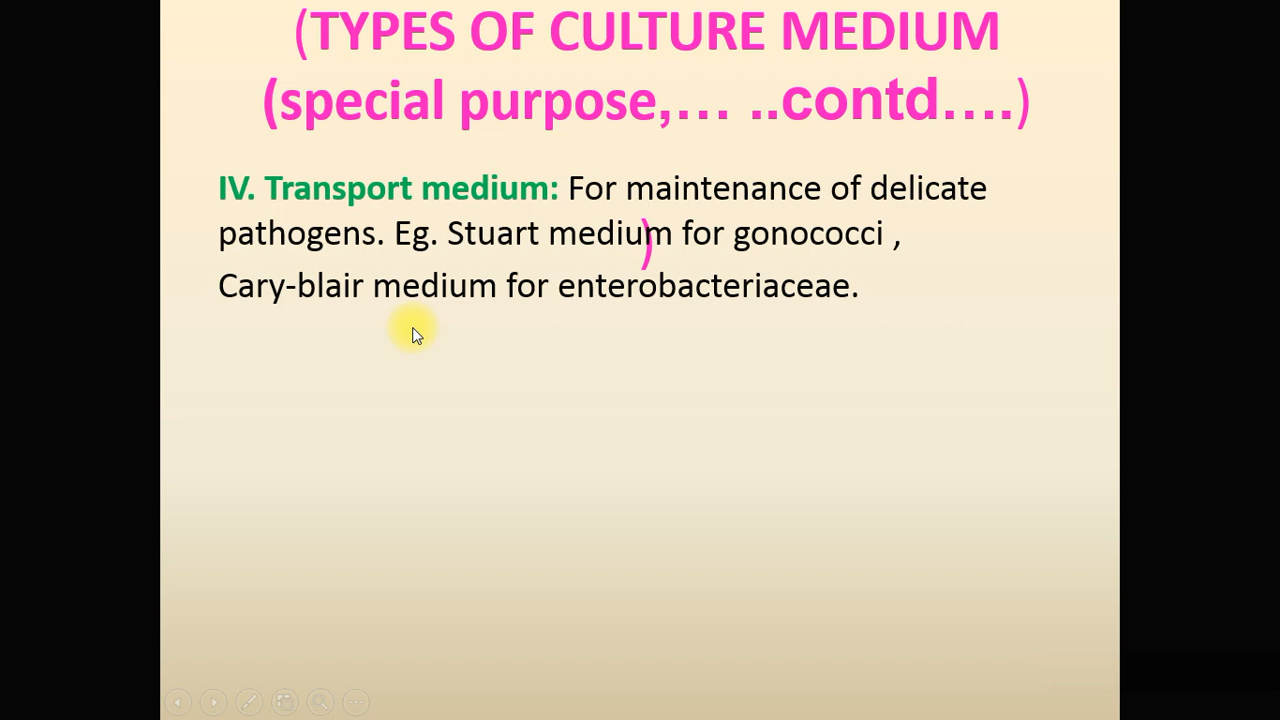 (TYPES OF CULTURE MEDIUM
(special purpose,… ..contd….)
IV. Transport medium: For maintenance of delicate
pathogens. Eg. Stuart medium for gonococci ,
)
Cary-blair medium for enterobacteriaceae.